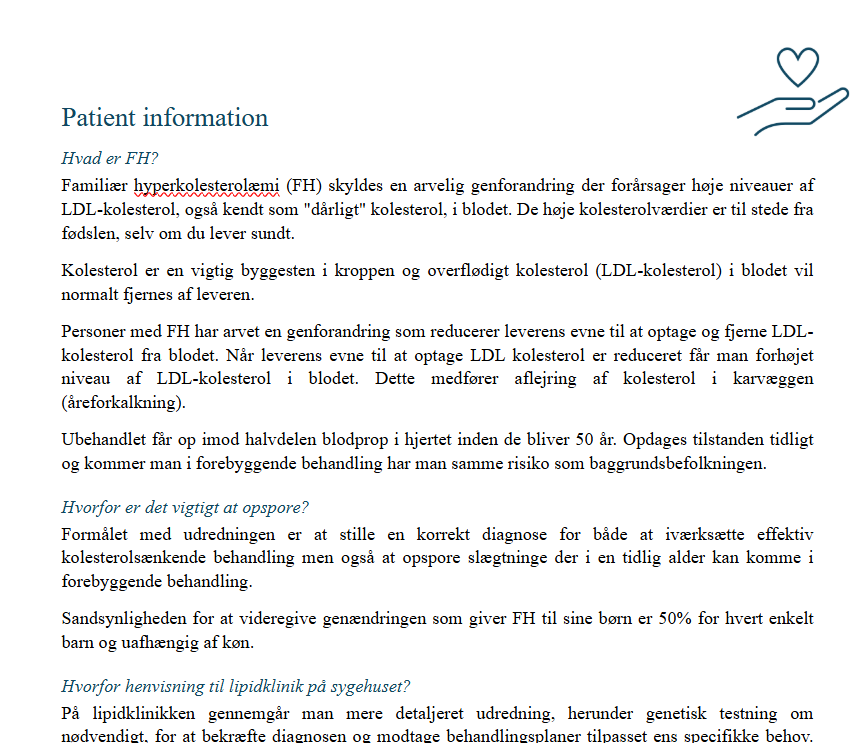 Patient information
Hvad er FH?
Familiær hyperkolesterolæmi (FH) skyldes en arvelig genforandring der forårsager høje niveauer af
LDL-kolesterol, også kendt som "dårligt" kolesterol, i blodet. De høje kolesterolværdier er til stede fra
fødslen, selv om du lever sundt.
Kolesterol er en vigtig byggesten i kroppen og overflødigt kolesterol (LDL-kolesterol) i blodet vil
normalt fjernes af leveren.
Personer med FH har arvet en genforandring som reducerer leverens evne til at optage og fjerne LDL-
kolesterol fra blodet. Når leverens evne til at optage LDL kolesterol er reduceret får man forhøjet
niveau af LDL-kolesterol i blodet. Dette medfører aflejring af kolesterol i karvæggen
(åreforkalkning).
Ubehandlet får op imod halvdelen blodprop i hjertet inden de bliver 50 år. Opdages tilstanden tidligt
og kommer man i forebyggende behandling har man samme risiko som baggrundsbefolkningen.
Hvorfor er det vigtigt at opspore?
Formålet med udredningen er at stille en korrekt diagnose for både at iværksætte effektiv
kolesterolsænkende behandling men også at opspore slægtninge der i en tidlig alder kan komme i
forebyggende behandling.
Sandsynligheden for at videregive genændringen som giver FH til sine børn er 50% for hvert enkelt
barn og uafhængig af køn.
Hvorfor henvisning til lipidklinik på sygehuset?
På lipidklinikken gennemgår man mere detaljeret udredning, herunder genetisk testning om
nødvendigt, for at bekræfte diagnosen og modtage behandlingsplaner tilpasset ens specifikke behov.